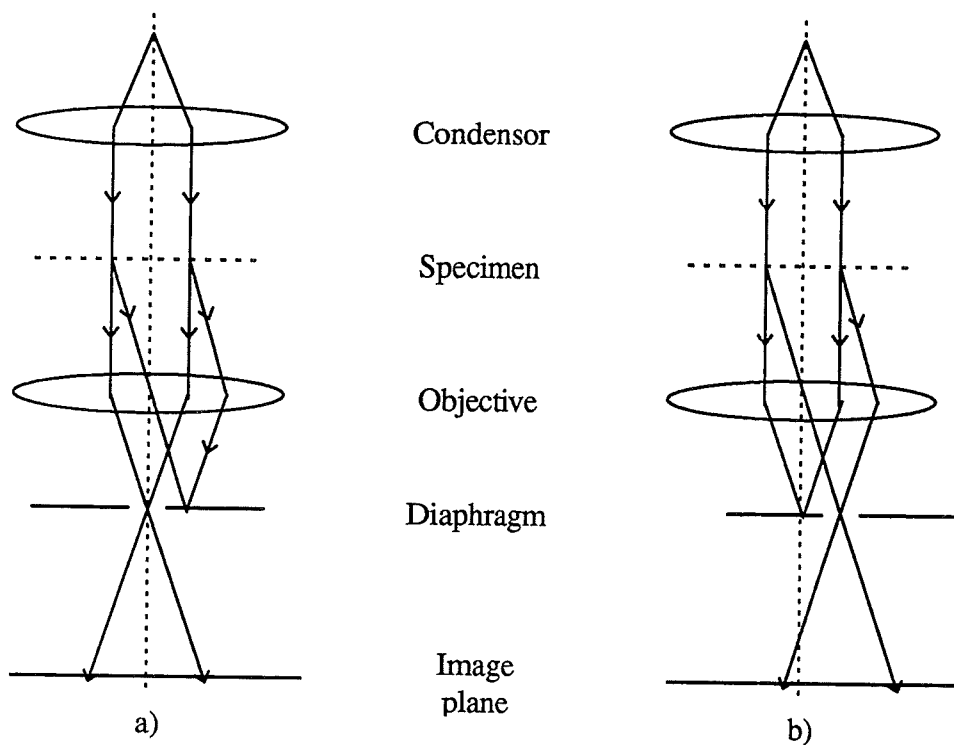 Condensor
Specimen
Objective
Diaphragm
Image
plane
a)
b)